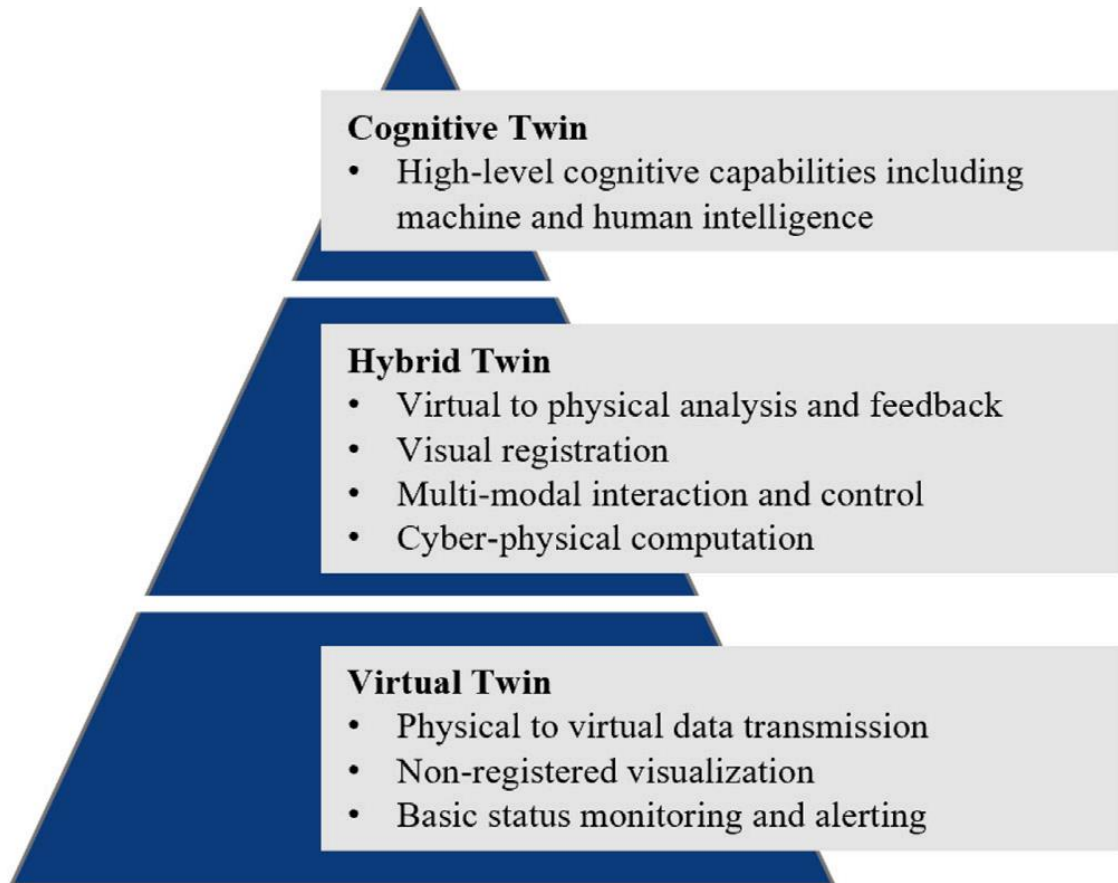 Cognitive Twin
• High-level cognitive capabilities including
machine and human intelligence
Hybrid Twin
• Virtual to physical analysis and feedback
• Visual registration
• Multi-modal interaction and control
• Cyber-physical computation
Virtual Twin
• Physical to virtual data transmission
• Non-registered visualization
• Basic status monitoring and alerting